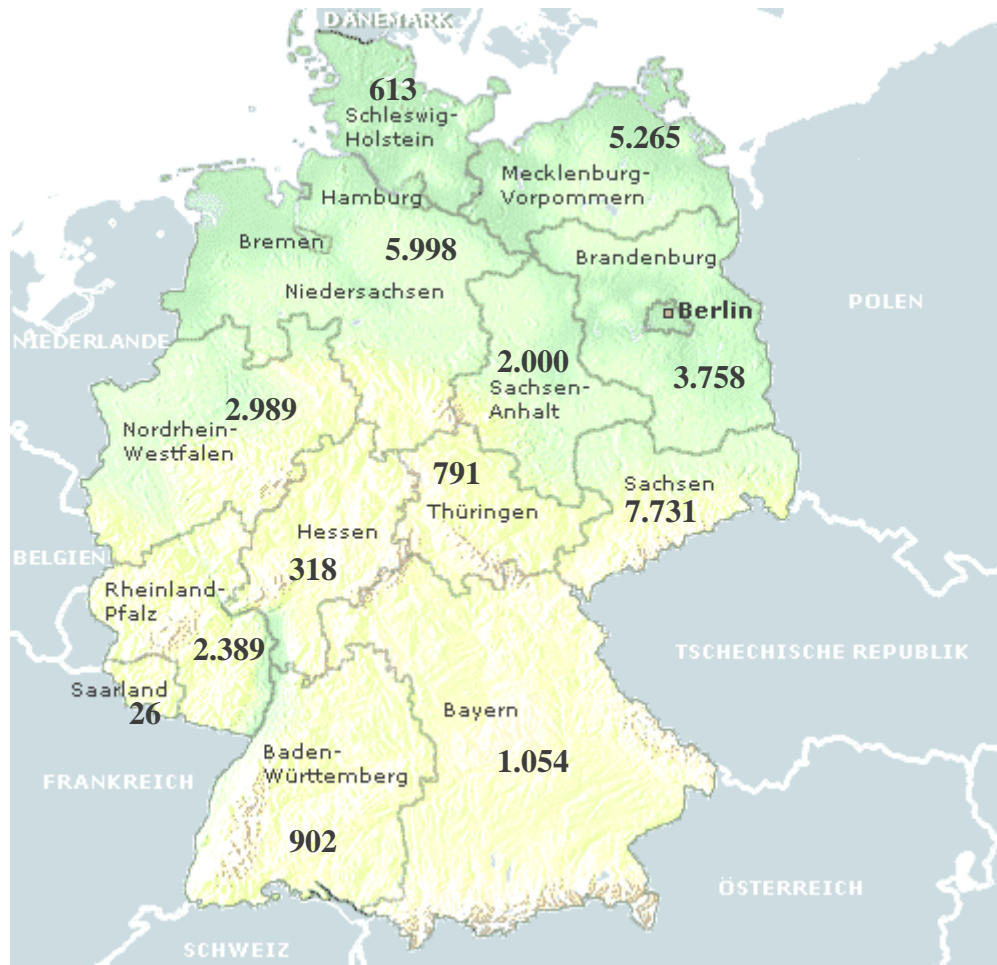 DÄNEMARK
613
Schleswig-
Holstein
5.265
Mecklenburg-
Vorpommern
Hamburg
Bremen
5.998
Niedersachsen
Brandenburg
Berlin
POLEN
NIEDERLANDE
2.000
Sachsen-
Anhalt
3.758
2.989
Nordrhein-
Westfalen
791
Thüringen
Sachsen
7.731
Hessen
318
BELGIEN
Rheinland-
Pfalz
2.389
TSCHECHISCHE REPUBLIK
Saarland
26
Bayern
1.054
Baden-
Württemberg
902
FRANKREICH
ÖSTERREICH
SCHWEIZ